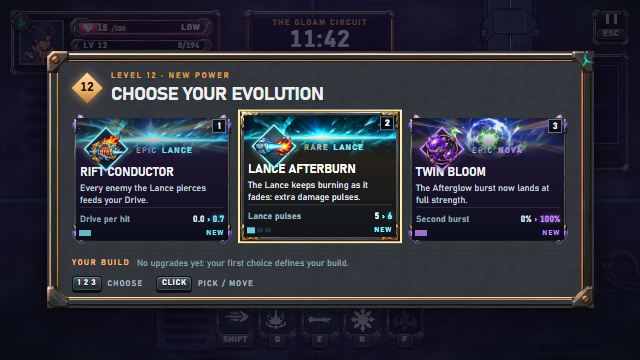 18 /180 LOW
LV 12 0/194
THE GLOAM CIRCUIT
11:42
ESC
12
LEVEL 12 · NEW POWER
CHOOSE YOUR EVOLUTION
1
EPIC LANCE
RIFT CONDUCTOR
Every enemy the Lance pierces
feeds your Drive.
Drive per hit 0.0 › 0.7
NEW
2
RARE LANCE
LANCE AFTERBURN
The Lance keeps burning as it
fades: extra damage pulses.
Lance pulses 5 › 6
NEW
3
EPIC NOVA
TWIN BLOOM
The Afterglow burst now lands at
full strength.
Second burst 0% › 100%
NEW
YOUR BUILD No upgrades yet: your first choice defines your build.
1 2 3 CHOOSE CLICK PICK / MOVE
SHIFT Q E R F